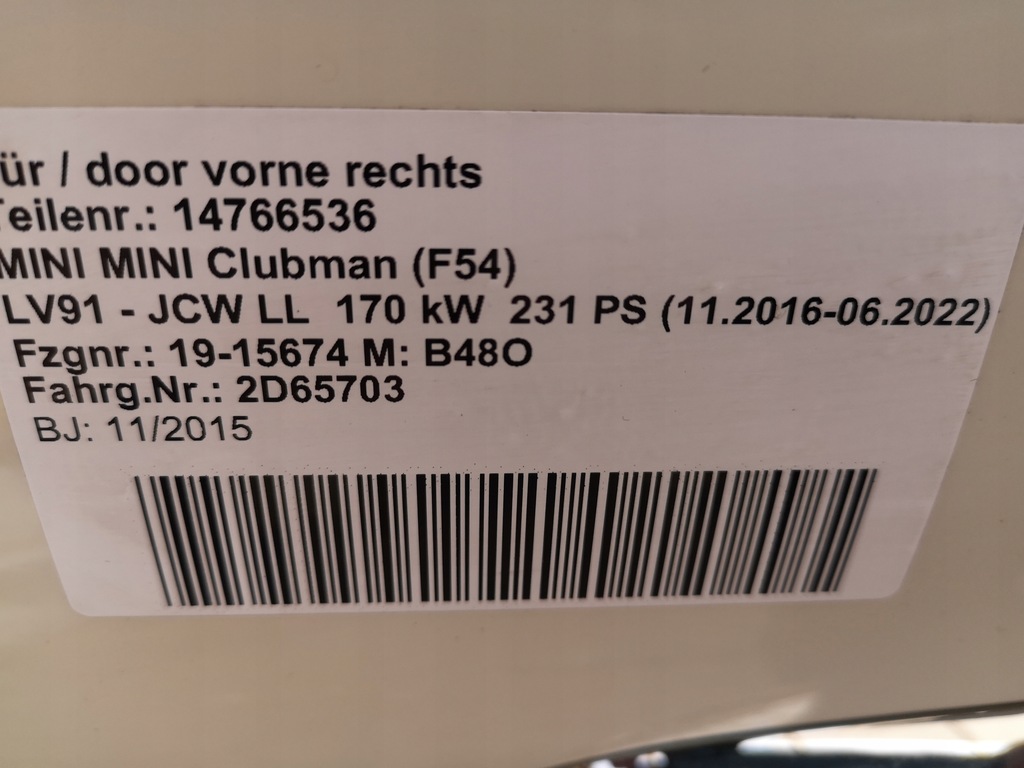 ür / door vorne rechts
Teilenr.: 14766536
MINI MINI Clubman (F54)
LV91 - JCW LL 170 kW 231 PS (11.2016-06.2022)
Fzgnr.: 19-15674 M: B48O
Fahrg.Nr.: 2D65703
BJ: 11/2015